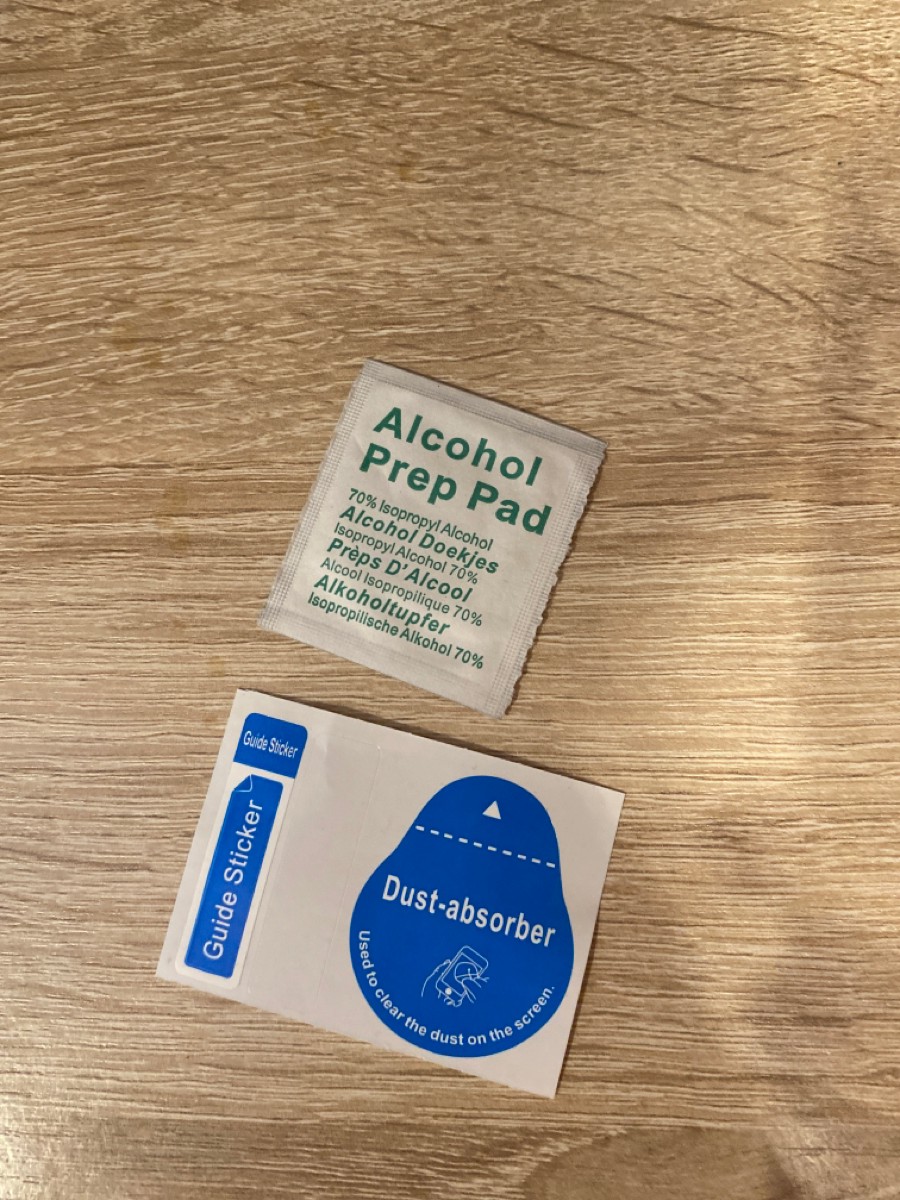 Alcohol
Prep Pad
70% Isopropyl Alcohol
Alcohol Doekjes
Isopropyl Alcohol 70%
Prèps D'Alcool
Alcool Isopropilique 70%
Alkoholtupfer
Isopropilische Alkohol 70%
Guide Sticker
Guide Sticker
Dust-absorber
Used to clear the dust on the screen.